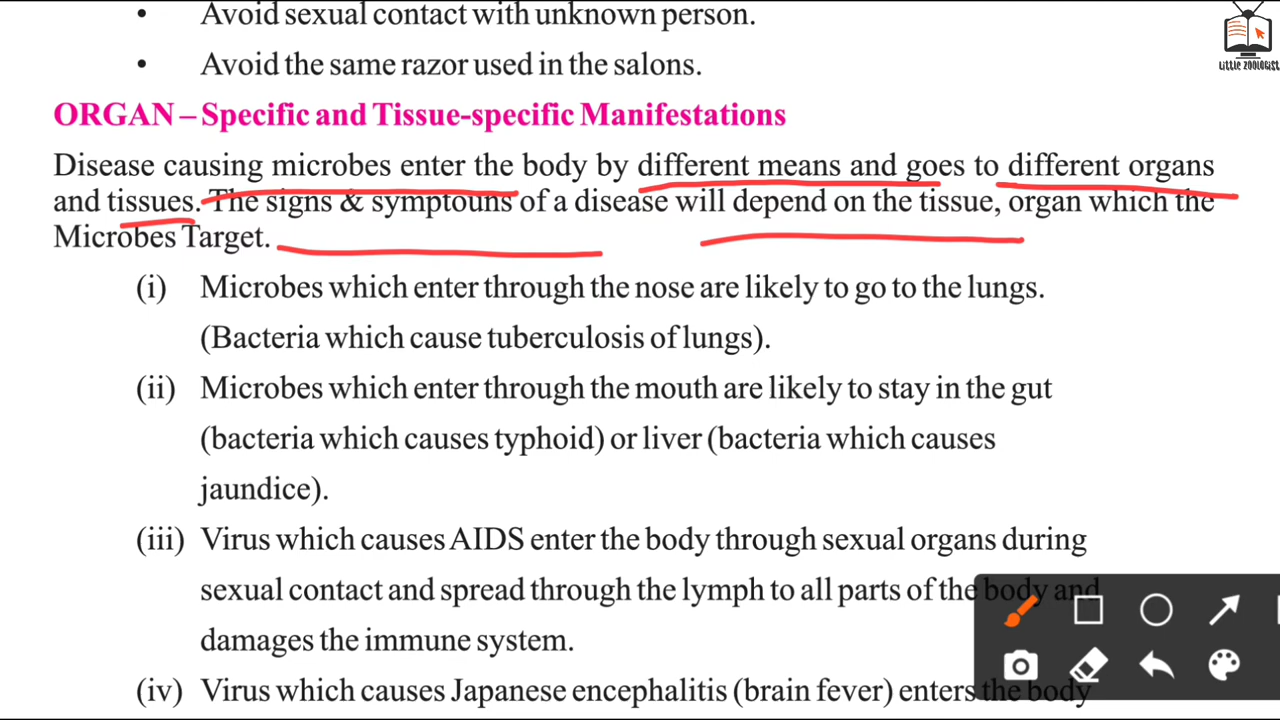 • Avoid sexual contact with unknown person.
• Avoid the same razor used in the salons.
LITTLE ZOOLOGIST
ORGAN – Specific and Tissue-specific Manifestations
Disease causing microbes enter the body by different means and goes to different organs
and tissues. The signs & symptouns of a disease will depend on the tissue, organ which the
Microbes Target.
(i) Microbes which enter through the nose are likely to go to the lungs.
(Bacteria which cause tuberculosis of lungs).
(ii) Microbes which enter through the mouth are likely to stay in the gut
(bacteria which causes typhoid) or liver (bacteria which causes
jaundice).
(iii) Virus which causes AIDS enter the body through sexual organs during
sexual contact and spread through the lymph to all parts of the body and
damages the immune system.
(iv) Virus which causes Japanese encephalitis (brain fever) enters the body